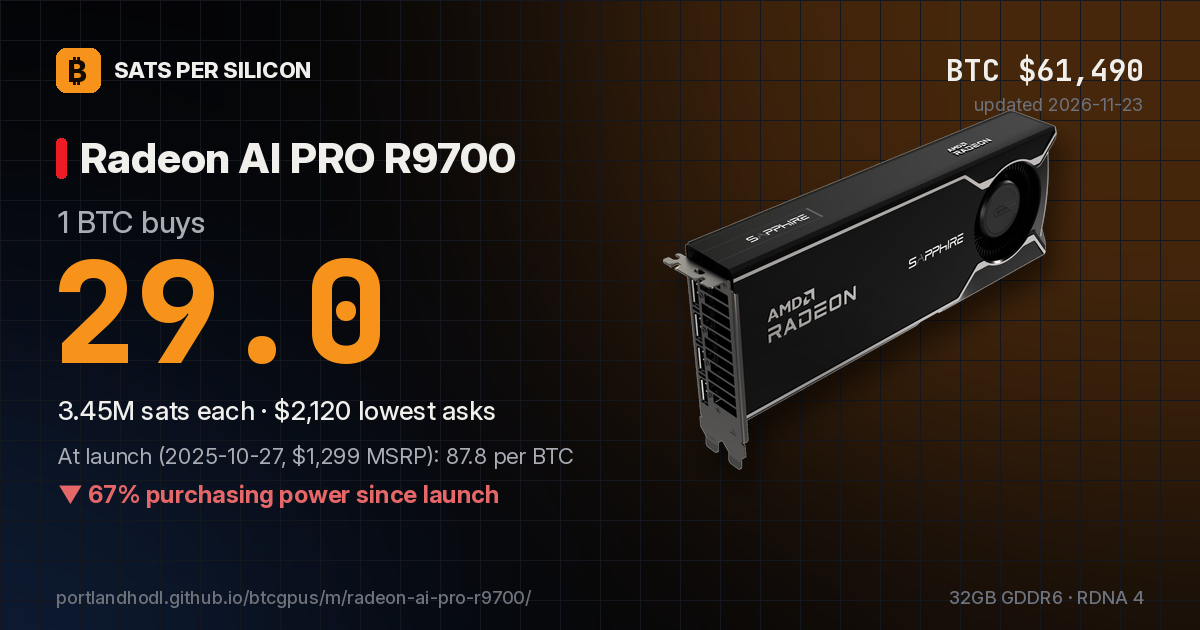 SATS PER SILICON
BTC $61,490
updated 2026-11-23
Radeon AI PRO R9700
1 BTC buys
29.0
3.45M sats each · $2,120 lowest asks
At launch (2025-10-27, $1,299 MSRP): 87.8 per BTC
▼ 67% purchasing power since launch
AMD
RADEON
SAPPHIRE
SAPPHIRE
AMD
RADEON
portlandhodl.github.io/btcgpus/m/radeon-ai-pro-r9700/
32GB GDDR6 · RDNA 4